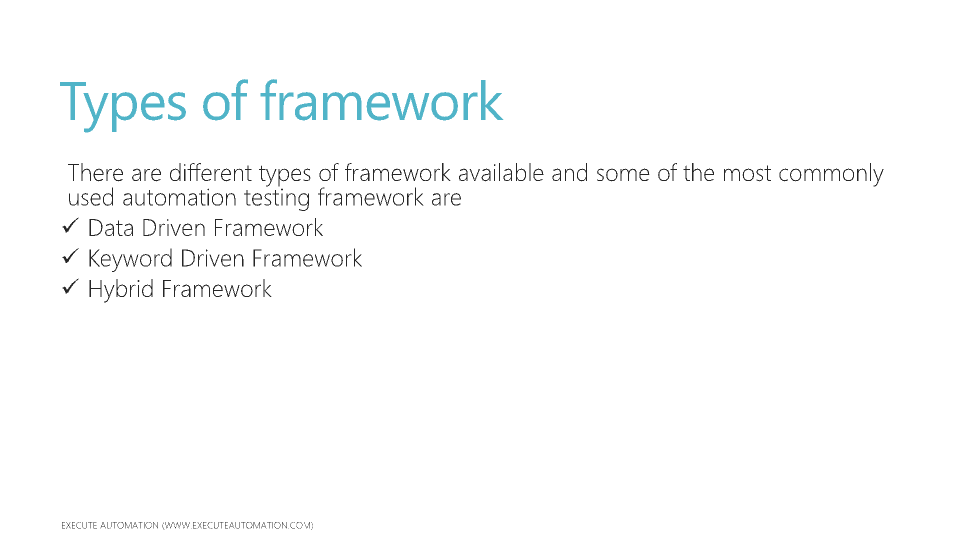 Types of framework
There are different types of framework available and some of the most commonly
used automation testing framework are
✓ Data Driven Framework
✓ Keyword Driven Framework
✓ Hybrid Framework
EXECUTE AUTOMATION (WWW.EXECUTEAUTOMATION.COM)